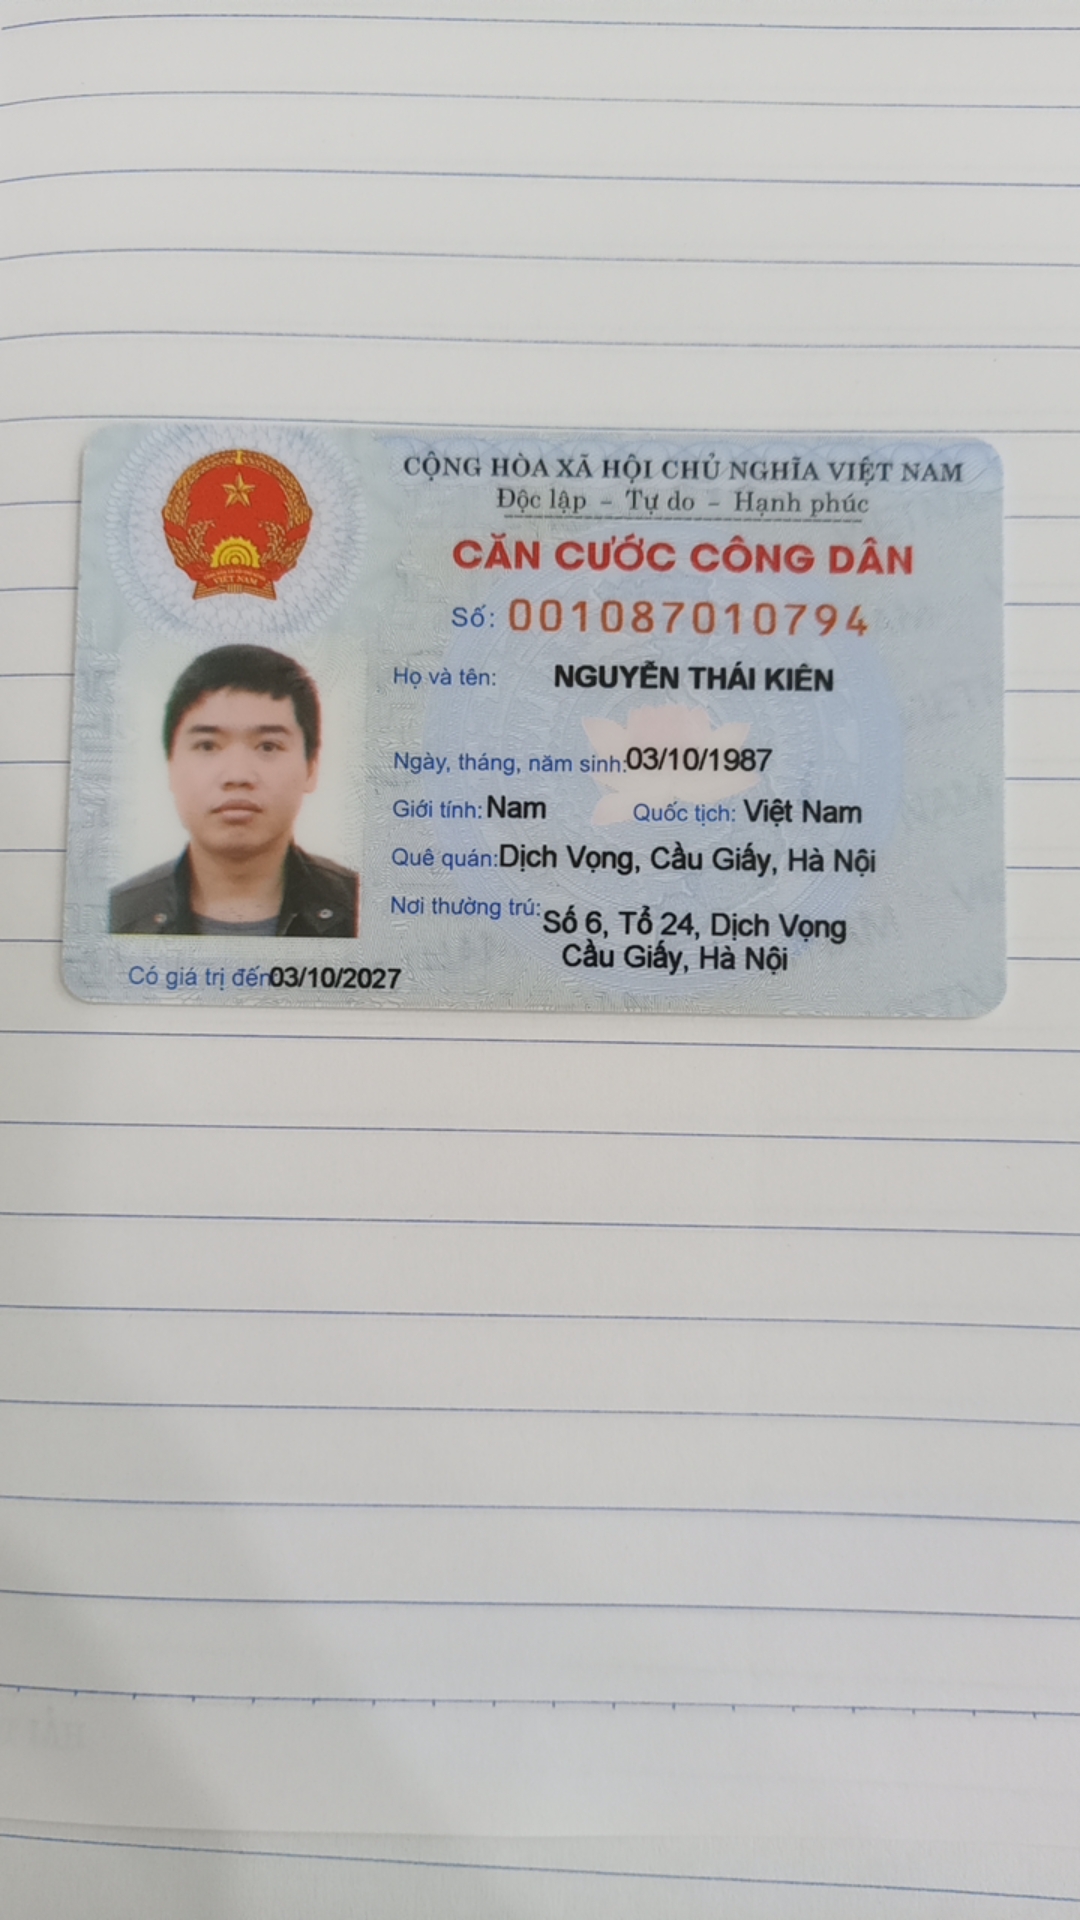 CỘNG HÒA XÃ HỘI CHỦ NGHĨA VIỆT NAM
Độc lập - Tự do - Hạnh phúc
CĂN CƯỚC CÔNG DÂN
Số: 001087010794
Họ và tên: NGUYỄN THÁI KIÊN
Ngày, tháng, năm sinh: 03/10/1987
Giới tính: Nam Quốc tịch: Việt Nam
Quê quán: Dịch Vọng, Cầu Giấy, Hà Nội
Nơi thường trú: Số 6, Tổ 24, Dịch Vọng
Cầu Giấy, Hà Nội
Có giá trị đến 03/10/2027
VIỆT NAM